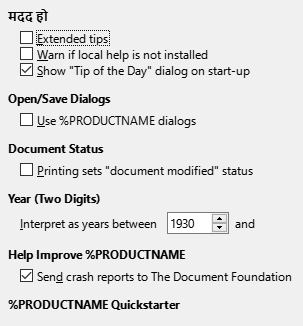 मदद हो
Extended tips
Warn if local help is not installed
Show "Tip of the Day" dialog on start-up
Open/Save Dialogs
Use %PRODUCTNAME dialogs
Document Status
Printing sets "document modified" status
Year (Two Digits)
Interpret as years between 1930 and
Help Improve %PRODUCTNAME
Send crash reports to The Document Foundation
%PRODUCTNAME Quickstarter